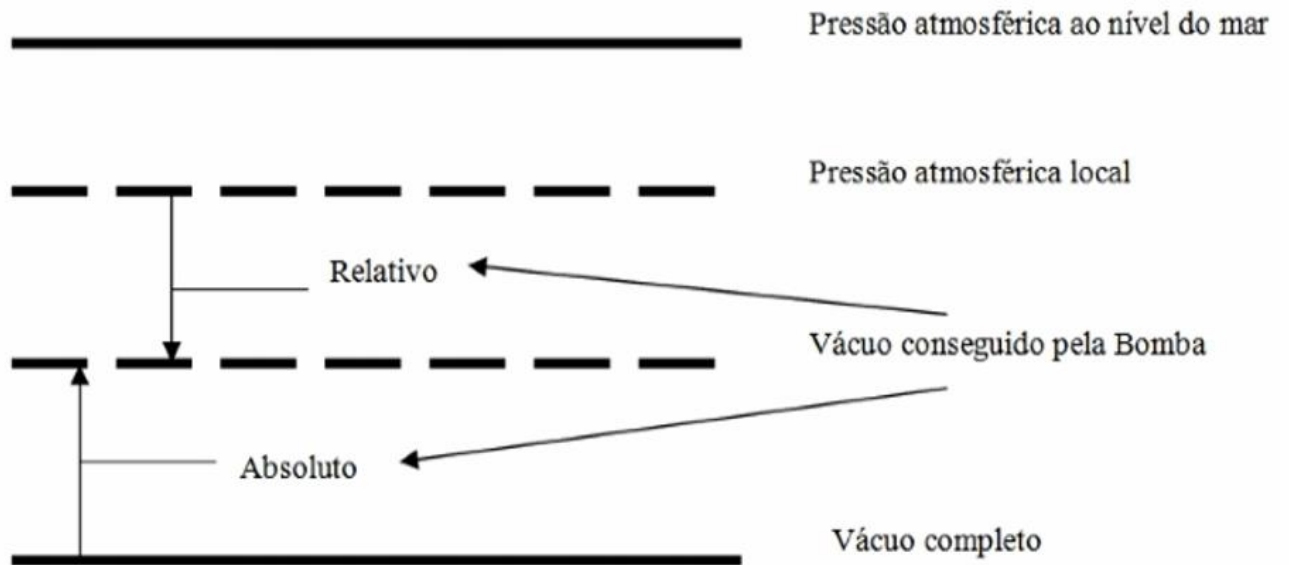 Pressão atmosférica ao nível do mar
Pressão atmosférica local
Relativo
Vácuo conseguido pela Bomba
Absoluto
Vácuo completo